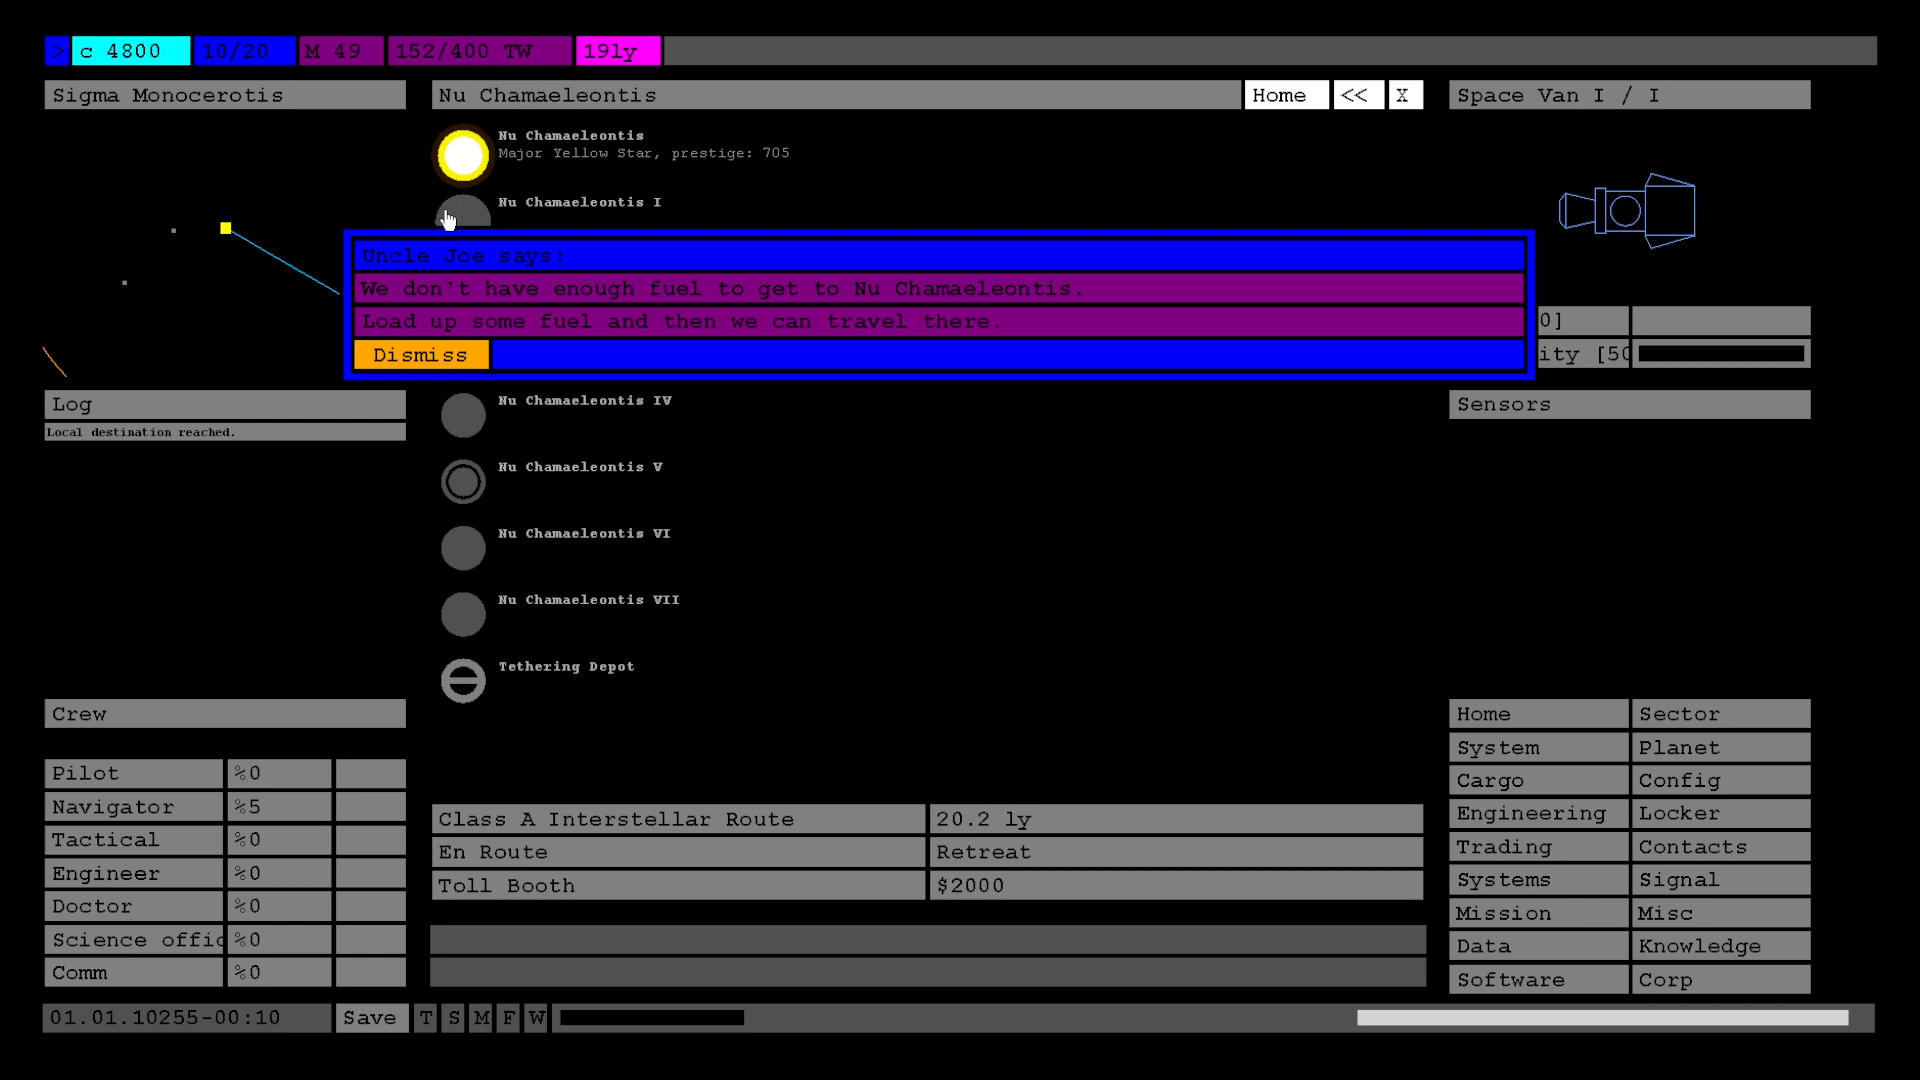 > c 4800 10/20 M 49 152/400 TW 19ly
Sigma Monocerotis
Nu Chamaeleontis Home << X
Space Van I / I
Nu Chamaeleontis
Major Yellow Star, prestige: 705
Nu Chamaeleontis I
Uncle Joe says:
We don't have enough fuel to get to Nu Chamaeleontis.
Load up some fuel and then we can travel there.
Dismiss
0]
ity [50
Log
Local destination reached.
Nu Chamaeleontis IV
Nu Chamaeleontis V
Nu Chamaeleontis VI
Nu Chamaeleontis VII
Tethering Depot
Sensors
Crew
Pilot %0
Navigator %5
Tactical %0
Engineer %0
Doctor %0
Science offic %0
Comm %0
Class A Interstellar Route 20.2 ly
En Route Retreat
Toll Booth $2000
Home Sector
System Planet
Cargo Config
Engineering Locker
Trading Contacts
Systems Signal
Mission Misc
Data Knowledge
Software Corp
01.01.10255-00:10 Save T S M F W